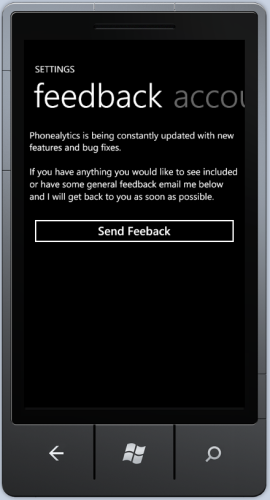 SETTINGS
feedback accou
Phonealytics is being constantly updated with new
features and bug fixes.
If you have anything you would like to see included
or have some general feedback email me below
and I will get back to you as soon as possible.
Send Feeback